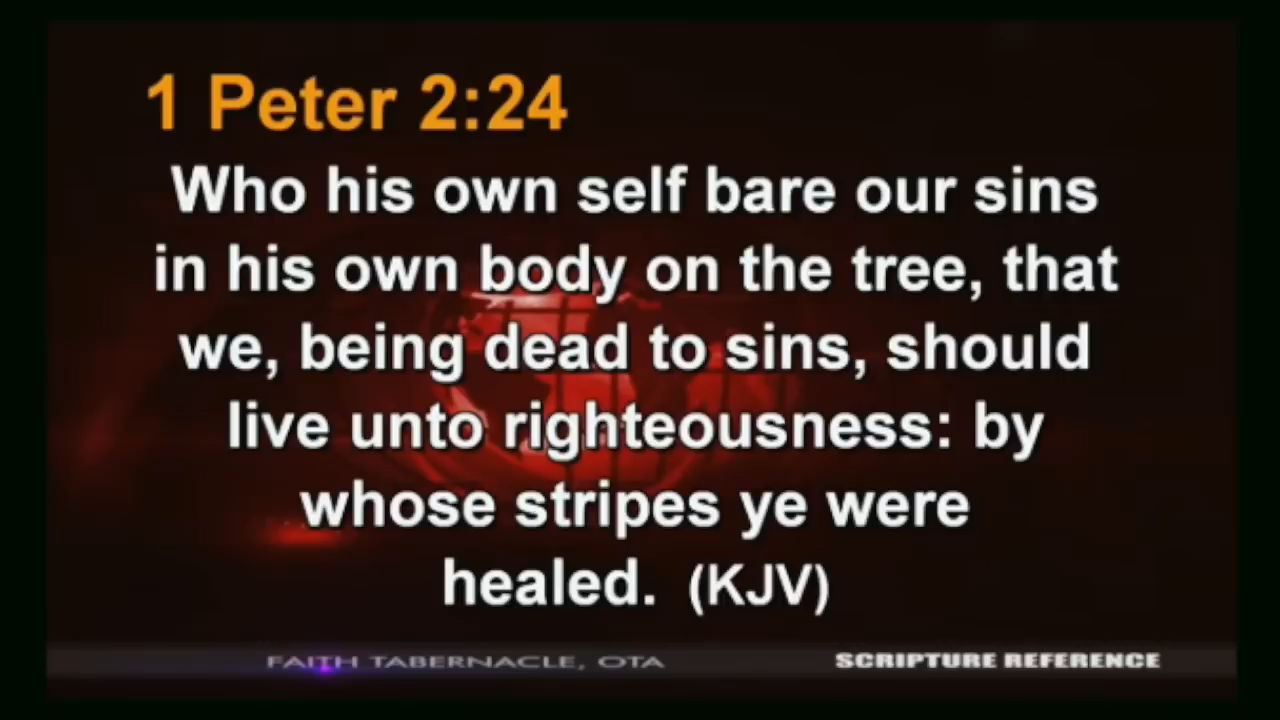 1 Peter 2:24
Who his own self bare our sins
in his own body on the tree, that
we, being dead to sins, should
live unto righteousness: by
whose stripes ye were
healed. (KJV)
FAITH TABERNACLE, OTA
SCRIPTURE REFERENCE